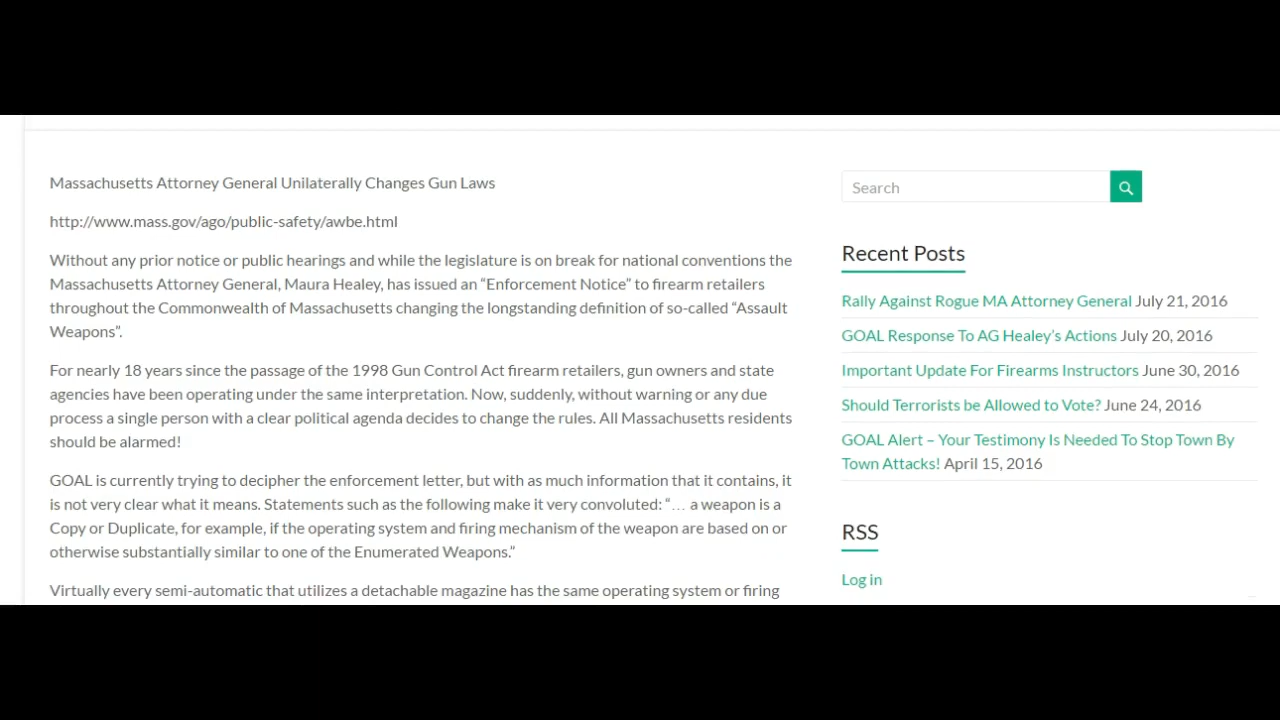 Massachusetts Attorney General Unilaterally Changes Gun Laws
http://www.mass.gov/ago/public-safety/awbe.html
Without any prior notice or public hearings and while the legislature is on break for national conventions the
Massachusetts Attorney General, Maura Healey, has issued an “Enforcement Notice” to firearm retailers
throughout the Commonwealth of Massachusetts changing the longstanding definition of so-called “Assault
Weapons”.
For nearly 18 years since the passage of the 1998 Gun Control Act firearm retailers, gun owners and state
agencies have been operating under the same interpretation. Now, suddenly, without warning or any due
process a single person with a clear political agenda decides to change the rules. All Massachusetts residents
should be alarmed!
GOAL is currently trying to decipher the enforcement letter, but with as much information that it contains, it
is not very clear what it means. Statements such as the following make it very convoluted: “… a weapon is a
Copy or Duplicate, for example, if the operating system and firing mechanism of the weapon are based on or
otherwise substantially similar to one of the Enumerated Weapons.”
Virtually every semi-automatic that utilizes a detachable magazine has the same operating system or firing
Search
Recent Posts
Rally Against Rogue MA Attorney General July 21, 2016
GOAL Response To AG Healey’s Actions July 20, 2016
Important Update For Firearms Instructors June 30, 2016
Should Terrorists be Allowed to Vote? June 24, 2016
GOAL Alert – Your Testimony Is Needed To Stop Town By
Town Attacks! April 15, 2016
RSS
Log in